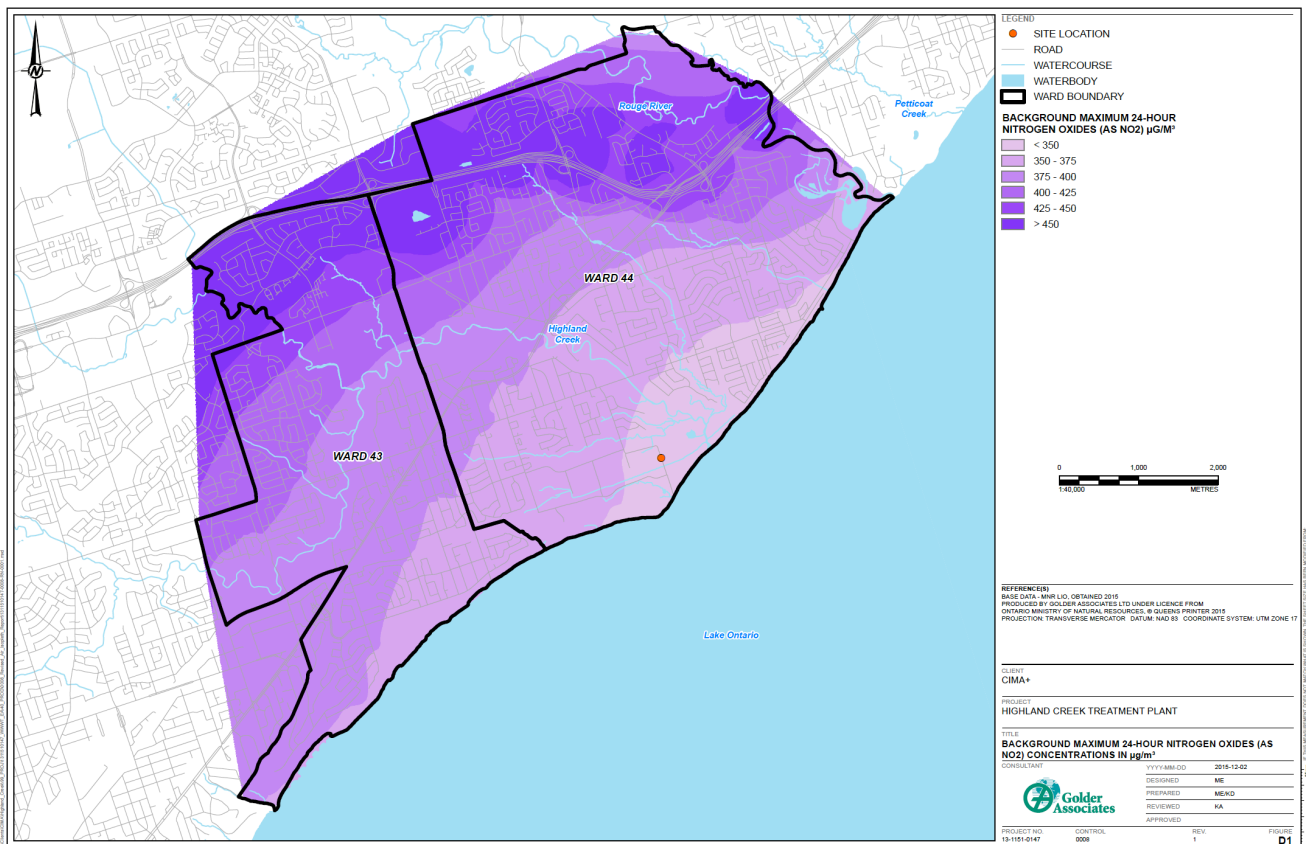 N
Rouge River
Petticoat
Creek
WARD 44
Highland
Creek
WARD 43
Lake Ontario
LEGEND
SITE LOCATION
ROAD
WATERCOURSE
WATERBODY
WARD BOUNDARY
BACKGROUND MAXIMUM 24-HOUR
NITROGEN OXIDES (AS NO2) µG/M³
< 350
350 - 375
375 - 400
400 - 425
425 - 450
> 450
0 1,000 2,000
1:40,000 METRES
REFERENCE(S)
BASE DATA - MNR LIO, OBTAINED 2015
PRODUCED BY GOLDER ASSOCIATES LTD UNDER LICENCE FROM
ONTARIO MINISTRY OF NATURAL RESOURCES, © QUEENS PRINTER 2015
PROJECTION: TRANSVERSE MERCATOR DATUM: NAD 83 COORDINATE SYSTEM: UTM ZONE 17
CLIENT
CIMA+
PROJECT
HIGHLAND CREEK TREATMENT PLANT
TITLE
BACKGROUND MAXIMUM 24-HOUR NITROGEN OXIDES (AS
NO2) CONCENTRATIONS IN µg/m³
CONSULTANT
Golder
Associates
YYYY-MM-DD 2015-12-02
DESIGNED ME
PREPARED ME/KD
REVIEWED KA
APPROVED
PROJECT NO. CONTROL REV. FIGURE
13-1151-0147 0008 1 D1